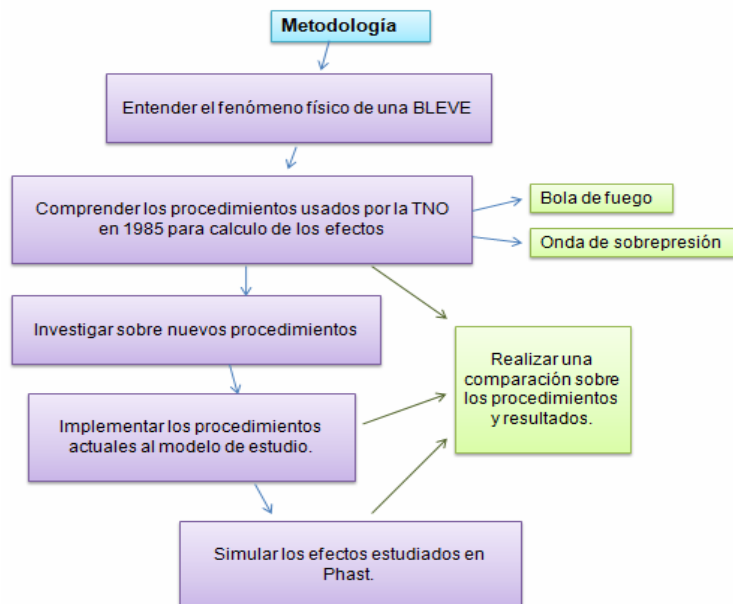 Metodología
Entender el fenómeno físico de una BLEVE
Comprender los procedimientos usados por la TNO
en 1985 para calculo de los efectos
Bola de fuego
Onda de sobrepresión
Investigar sobre nuevos procedimientos
Realizar una
comparación sobre
los procedimientos
y resultados.
Implementar los procedimientos
actuales al modelo de estudio.
Simular los efectos estudiados en
Phast.